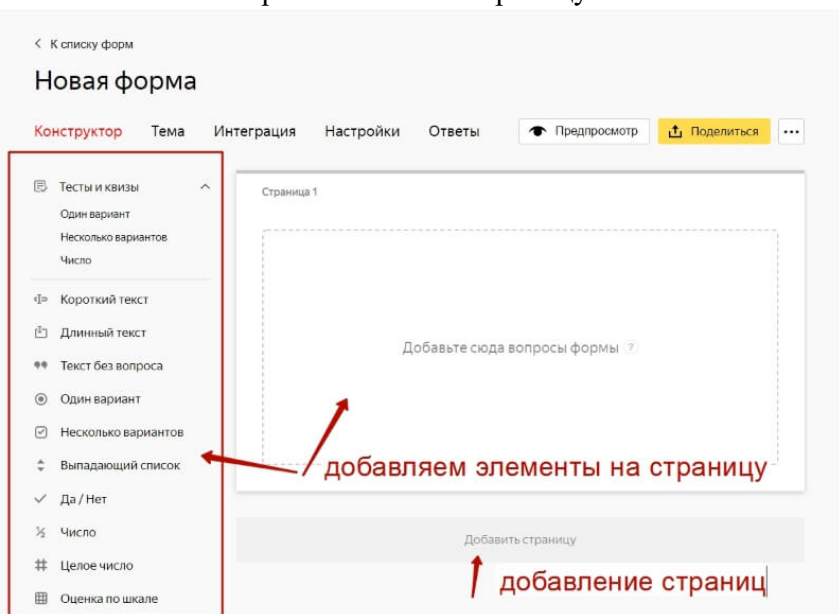 К списку форм
Новая форма
Конструктор Тема Интеграция Настройки Ответы Предпросмотр Поделиться ...
Тесты и квизы
Один вариант
Несколько вариантов
Число
Короткий текст
Длинный текст
Текст без вопроса
Один вариант
Несколько вариантов
Выпадающий список
Да / Нет
Число
Целое число
Оценка по шкале
Страница 1
Добавьте сюда вопросы формы ?
добавляем элементы на страницу
Добавить страницу
добавление страниц